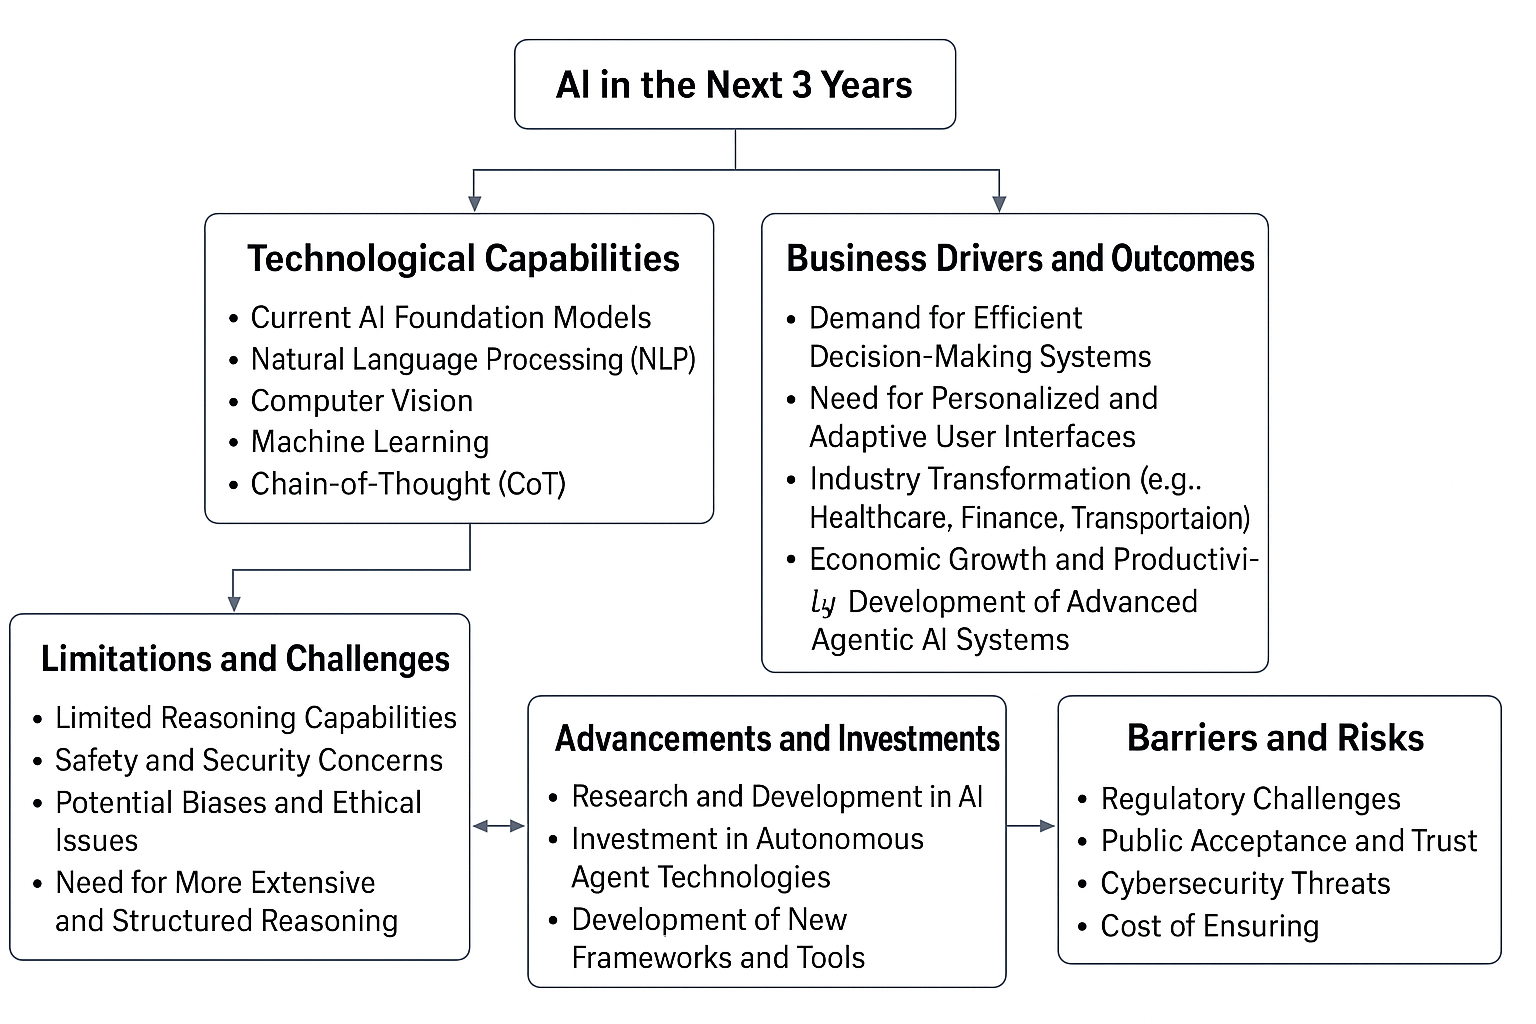 AI in the Next 3 Years
Technological Capabilities
• Current AI Foundation Models
• Natural Language Processing (NLP)
• Computer Vision
• Machine Learning
• Chain-of-Thought (CoT)
Business Drivers and Outcomes
• Demand for Efficient
Decision-Making Systems
• Need for Personalized and
Adaptive User Interfaces
• Industry Transformation (e.g..
Healthcare, Finance, Transportaion)
• Economic Growth and Productivi-
ly Development of Advanced
Agentic AI Systems
Limitations and Challenges
• Limited Reasoning Capabilities
• Safety and Security Concerns
• Potential Biases and Ethical
Issues
• Need for More Extensive
and Structured Reasoning
Advancements and Investments
• Research and Development in AI
• Investment in Autonomous
Agent Technologies
• Development of New
Frameworks and Tools
Barriers and Risks
• Regulatory Challenges
• Public Acceptance and Trust
• Cybersecurity Threats
• Cost of Ensuring